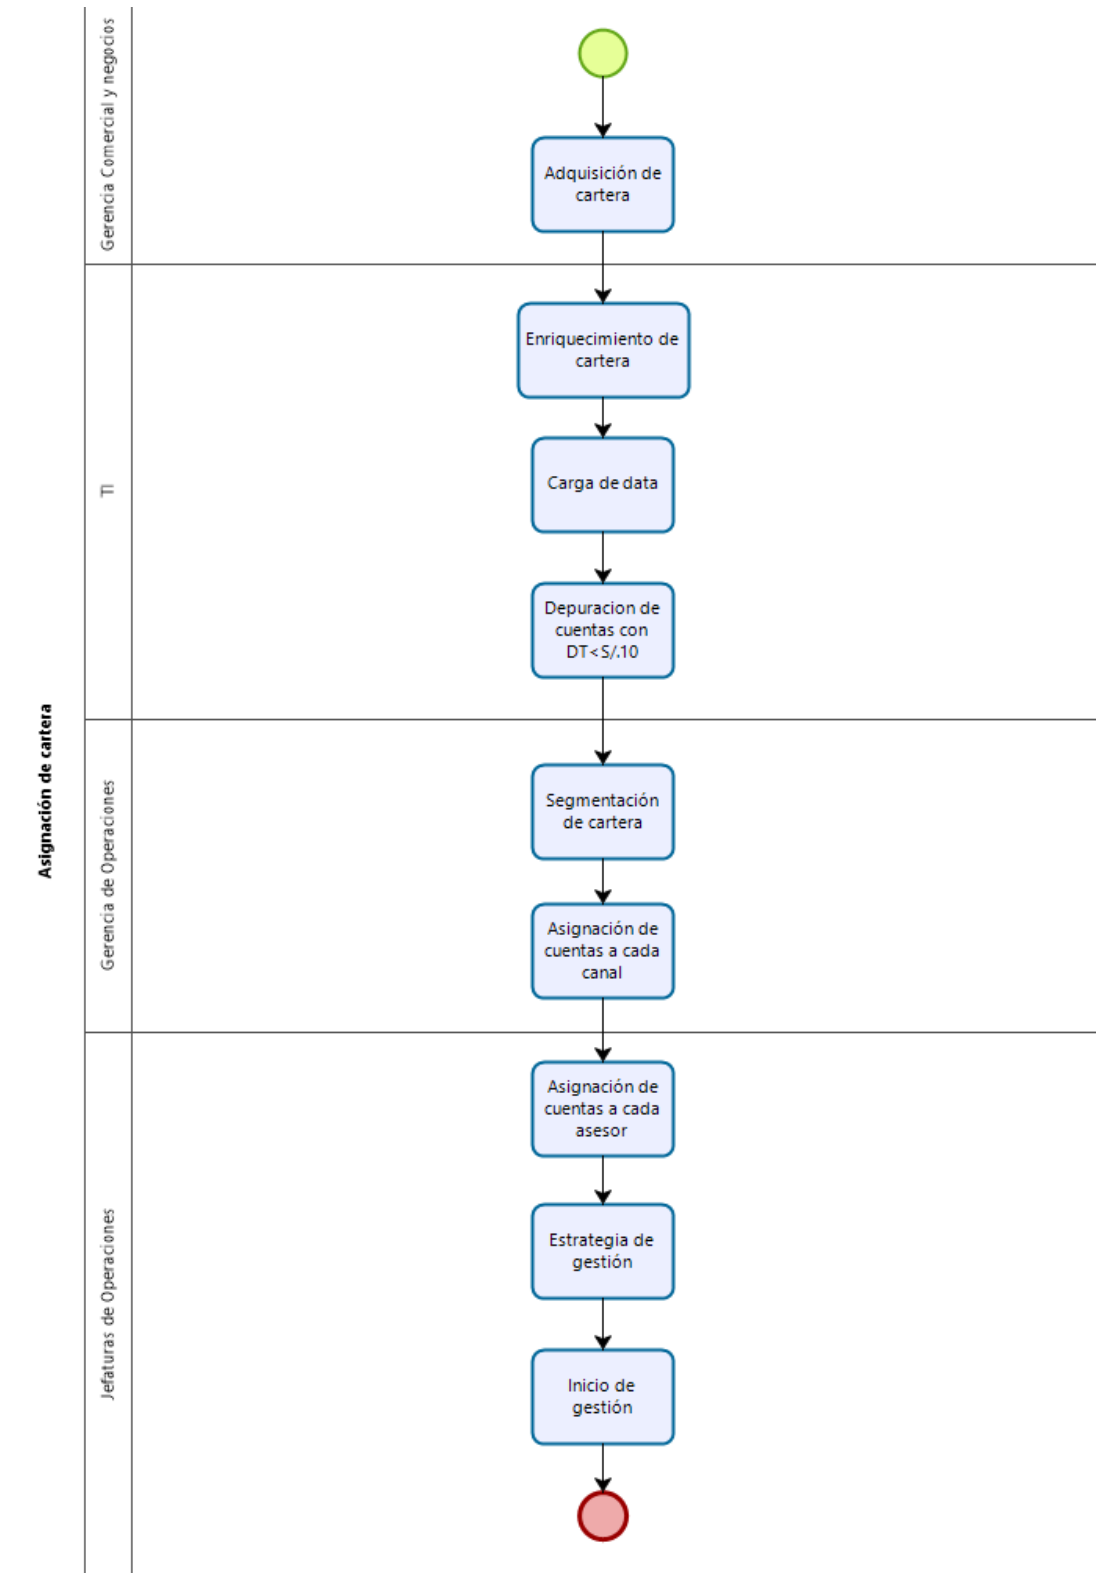 Asignación de cartera
Gerencia Comercial y negocios
Adquisición de
cartera
TI
Enriquecimiento de
cartera
Carga de data
Depuracion de
cuentas con
DT<S/.10
Gerencia de Operaciones
Segmentación
de cartera
Asignación de
cuentas a cada
canal
Jefaturas de Operaciones
Asignación de
cuentas a cada
asesor
Estrategia de
gestión
Inicio de
gestión